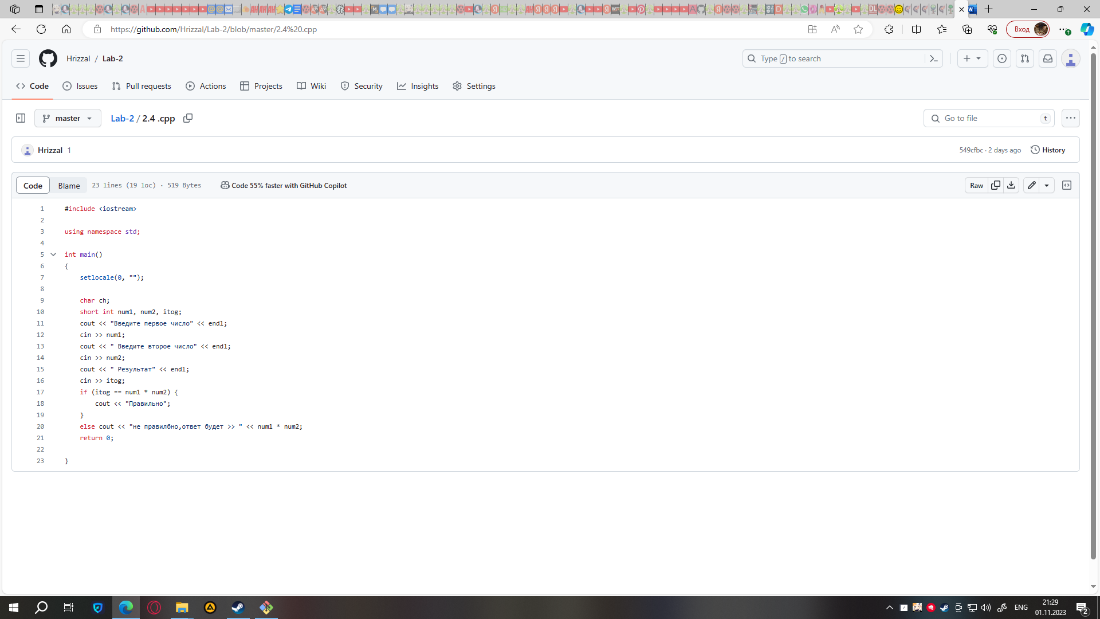 https://github.com/Hrizzal/Lab-2/blob/master/2.4%20.cpp
Вход
Hrizzal / Lab-2
Type / to search
Code
Issues
Pull requests
Actions
Projects
Wiki
Security
Insights
Settings
master
Lab-2 / 2.4 .cpp
Go to file
t
Hrizzal 1
549cfbc · 2 days ago
History
Code
Blame
23 lines (19 loc) · 519 Bytes
Code 55% faster with GitHub Copilot
Raw
1 #include <iostream>
2
3 using namespace std;
4
5 int main()
6 {
7 setlocale(0, "");
8
9 char ch;
10 short int num1, num2, itog;
11 cout << "Введите первое число" << endl;
12 cin >> num1;
13 cout << " Введите второе число" << endl;
14 cin >> num2;
15 cout << " Результат" << endl;
16 cin >> itog;
17 if (itog == num1 * num2) {
18 cout << "Правильно";
19 }
20 else cout << "не правилбно,ответ будет >> " << num1 * num2;
21 return 0;
22
23 }
ENG
21:29
01.11.2023
2